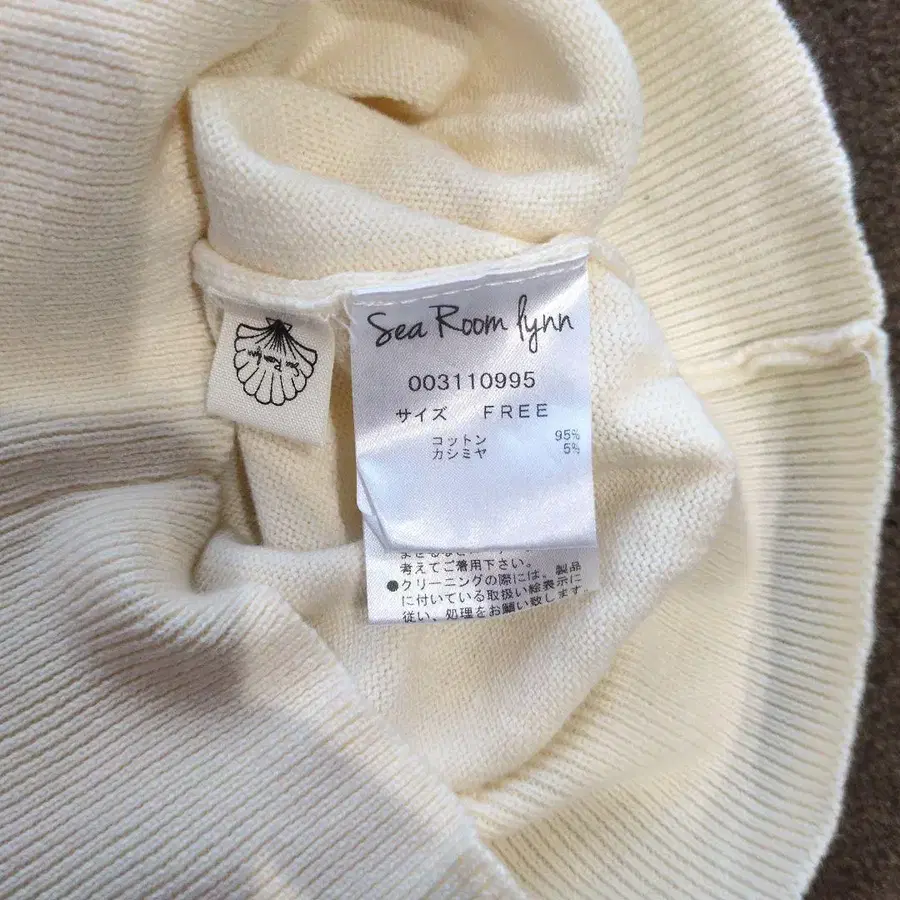 Sea Room lynn
003110995
サイズ FREE
コットン 95%
カシミヤ 5%
考えてご着用下さい。
●クリーニングの際には、製品
に付いている取扱い絵表示に
従い、処理をお願い致します